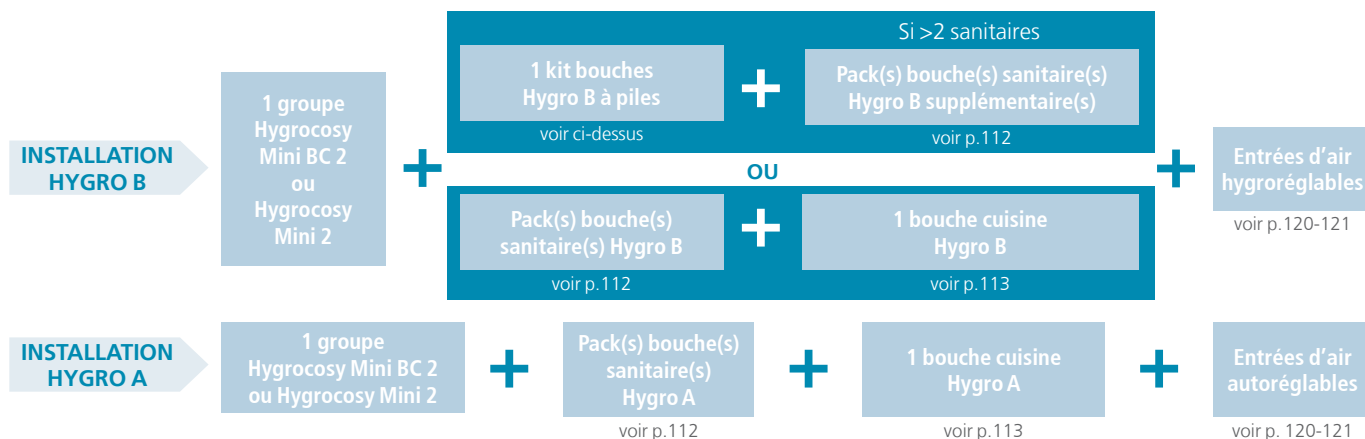 INSTALLATION
HYGRO B
1 groupe
Hygrocosy
Mini BC 2
ou
Hygrocosy
Mini 2
+
1 kit bouches
Hygro B à piles
voir ci-dessus
+
Si >2 sanitaires
Pack(s) bouche(s) sanitaire(s)
Hygro B supplémentaire(s)
voir p.112
OU
Pack(s) bouche(s)
sanitaire(s) Hygro B
voir p.112
+
1 bouche cuisine
Hygro B
voir p.113
+
Entrées d'air
hygroréglables
voir p.120-121
INSTALLATION
HYGRO A
1 groupe
Hygrocosy Mini BC 2
ou Hygrocosy Mini 2
+
Pack(s) bouche(s)
sanitaire(s)
Hygro A
voir p.112
+
1 bouche cuisine
Hygro A
voir p.113
+
Entrées d'air
autoréglables
voir p. 120-121